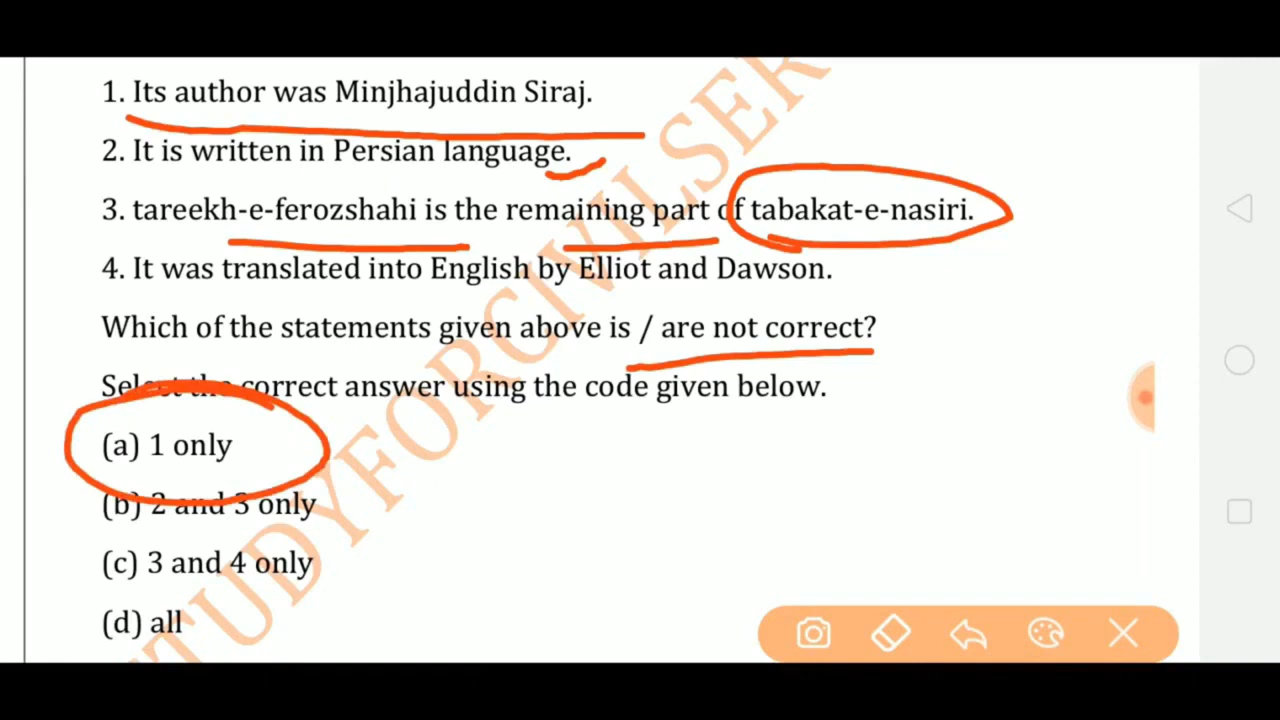 1. Its author was Minjhajuddin Siraj.
2. It is written in Persian language.
3. tareekh-e-ferozshahi is the remaining part of tabakat-e-nasiri.
4. It was translated into English by Elliot and Dawson.
Which of the statements given above is / are not correct?
Select the correct answer using the code given below.
(a) 1 only
(b) 2 and 3 only
(c) 3 and 4 only
(d) all
STUDYFORCIVILSER